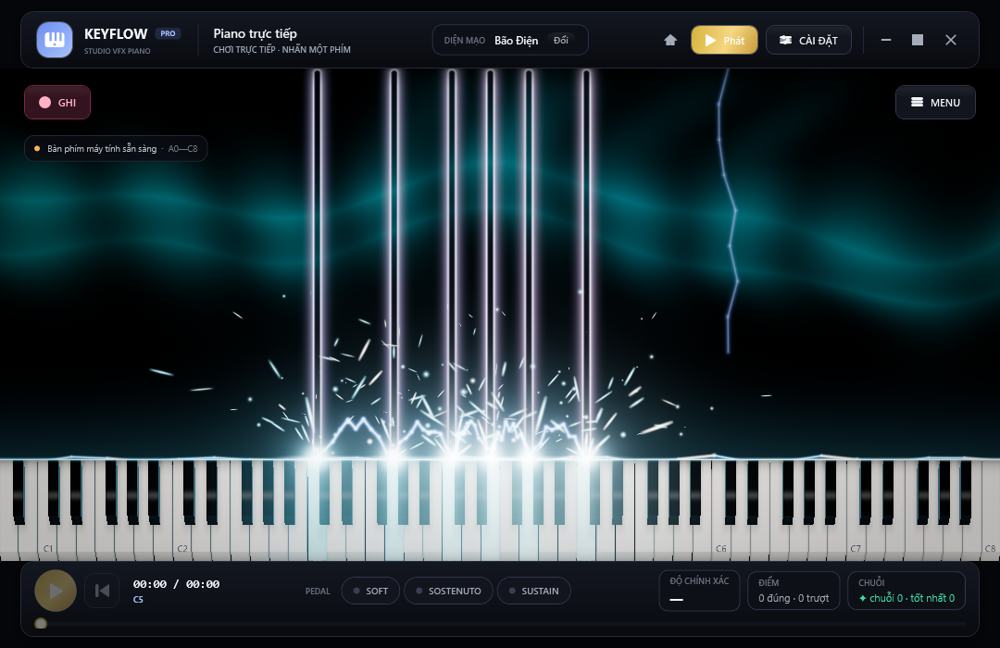 KEYFLOW PRO
STUDIO VFX PIANO
Piano trực tiếp
CHƠI TRỰC TIẾP · NHẤN MỘT PHÍM
DIỆN MẠO Bão Điện Đổi
Phát
CÀI ĐẶT
GHI
MENU
Bàn phím máy tính sẵn sàng · A0—C8
C1 C2 C6 C7 C8
00:00 / 00:00
C5
PEDAL SOFT SOSTENUTO SUSTAIN
ĐỘ CHÍNH XÁC
—
ĐIỂM
0 đúng · 0 trượt
CHUỖI
✦ chuỗi 0 · tốt nhất 0